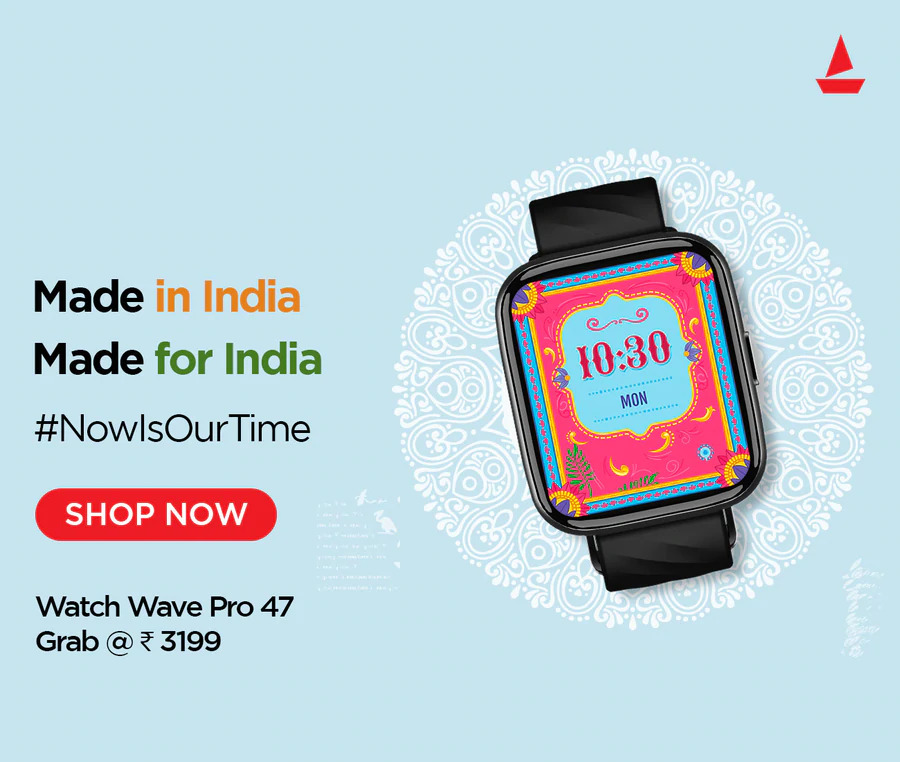 Made in India
Made for India
#NowIsOurTime
SHOP NOW
Watch Wave Pro 47
Grab @ ₹ 3199
10:30
MON